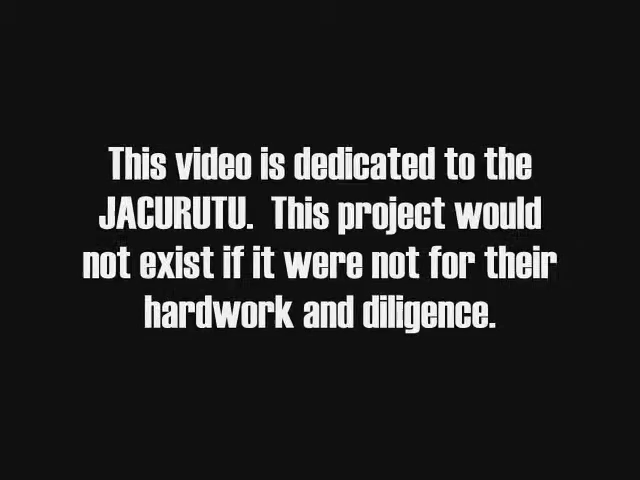 This video is dedicated to the
JACURUTU.  This project would
not exist if it were not for their
hardwork and diligence.